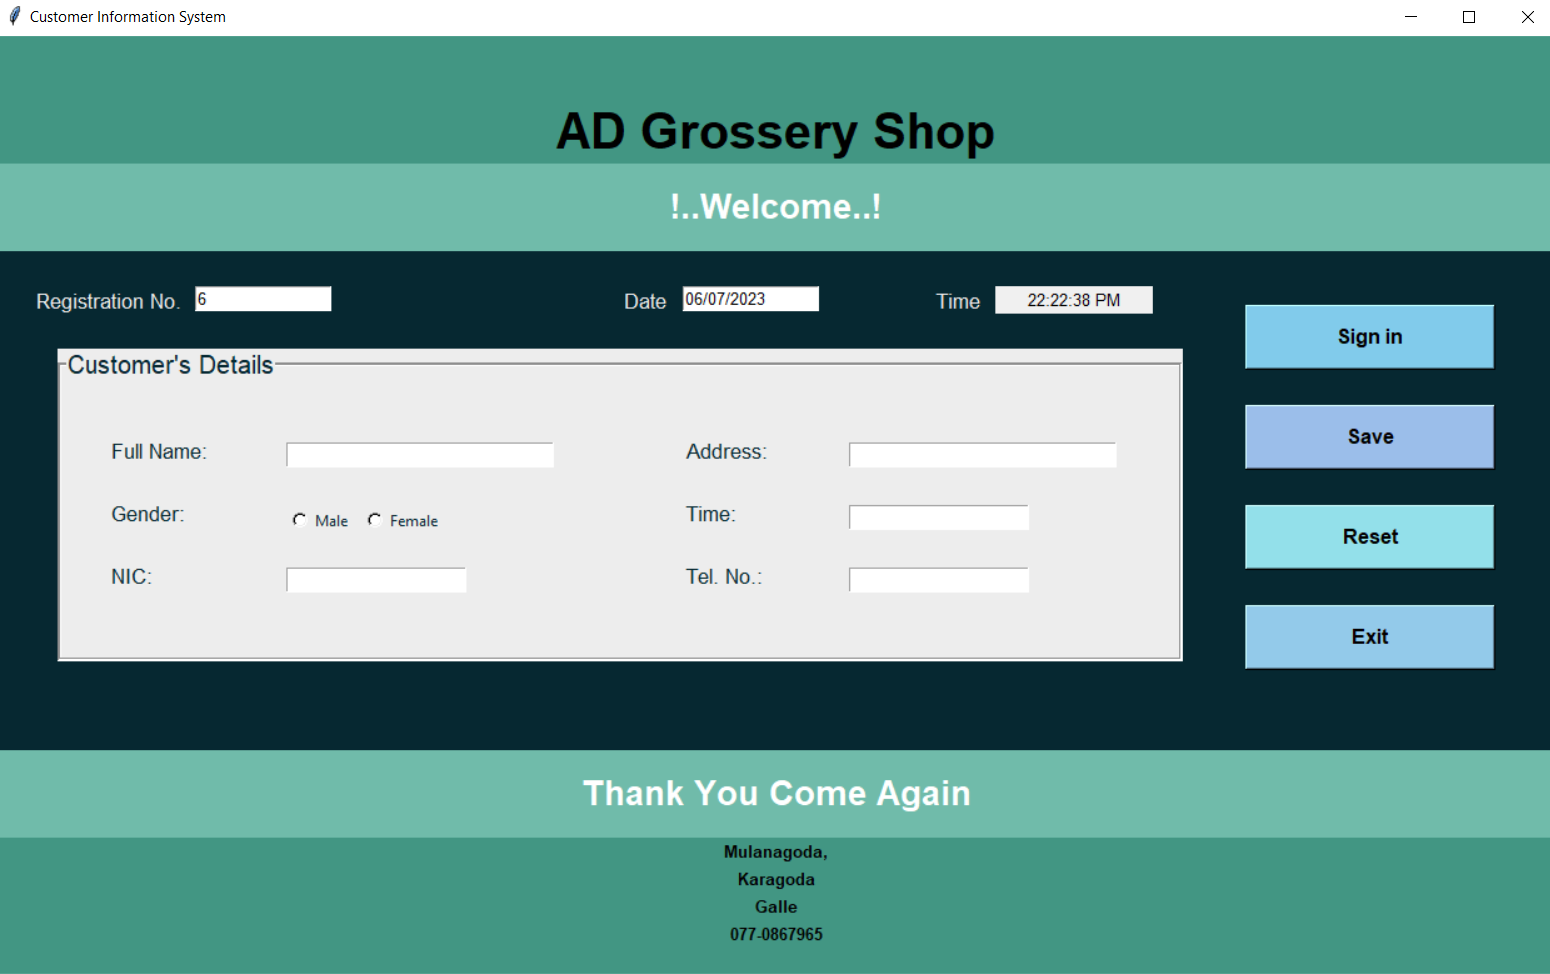 Customer Information System
AD Grossery Shop
!..Welcome..!
Registration No. 6 Date 06/07/2023 Time 22:22:38 PM
Customer's Details
Full Name: Address:
Gender: Male Female Time:
NIC: Tel. No.:
Sign in
Save
Reset
Exit
Thank You Come Again
Mulanagoda,
Karagoda
Galle
077-0867965